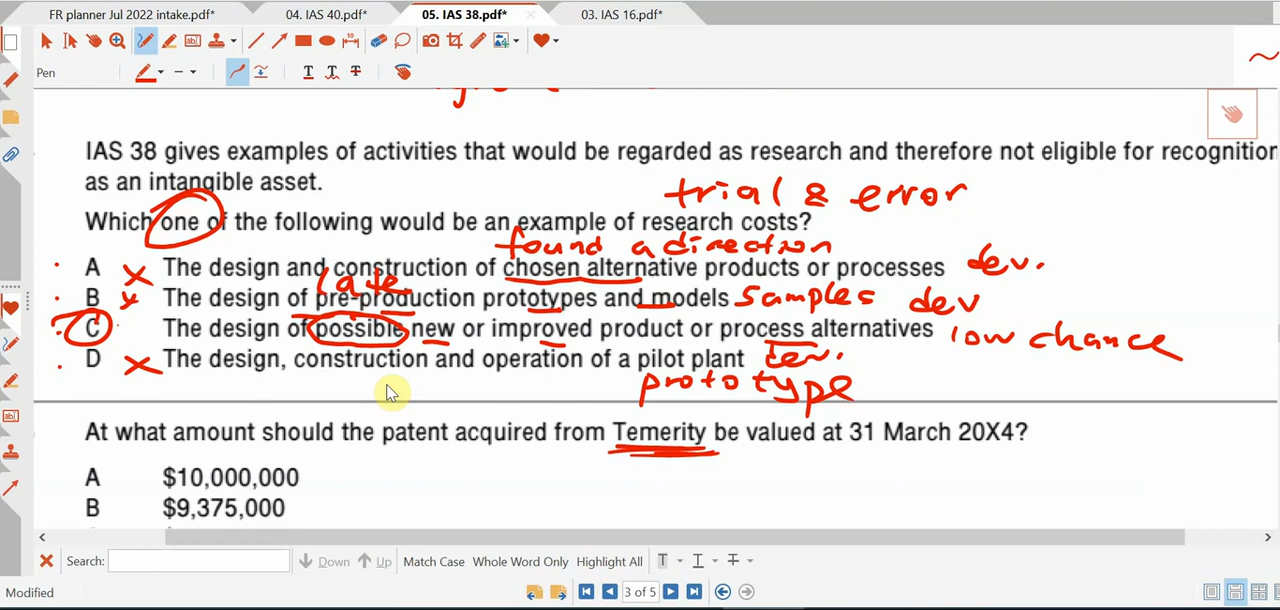 FR planner Jul 2022 intake.pdf*
04. IAS 40.pdf*
05. IAS 38.pdf*
03. IAS 16.pdf*
Pen
IAS 38 gives examples of activities that would be regarded as research and therefore not eligible for recognition
as an intangible asset.
trial & error
Which one of the following would be an example of research costs?
found a direction
A The design and construction of chosen alternative products or processes dev.
late
B The design of pre-production prototypes and models samples dev
C The design of possible new or improved product or process alternatives low chance
D The design, construction and operation of a pilot plant dev.
prototype
At what amount should the patent acquired from Temerity be valued at 31 March 20X4?
A $10,000,000
B $9,375,000
Search: Down Up Match Case Whole Word Only Highlight All
Modified 3 of 5